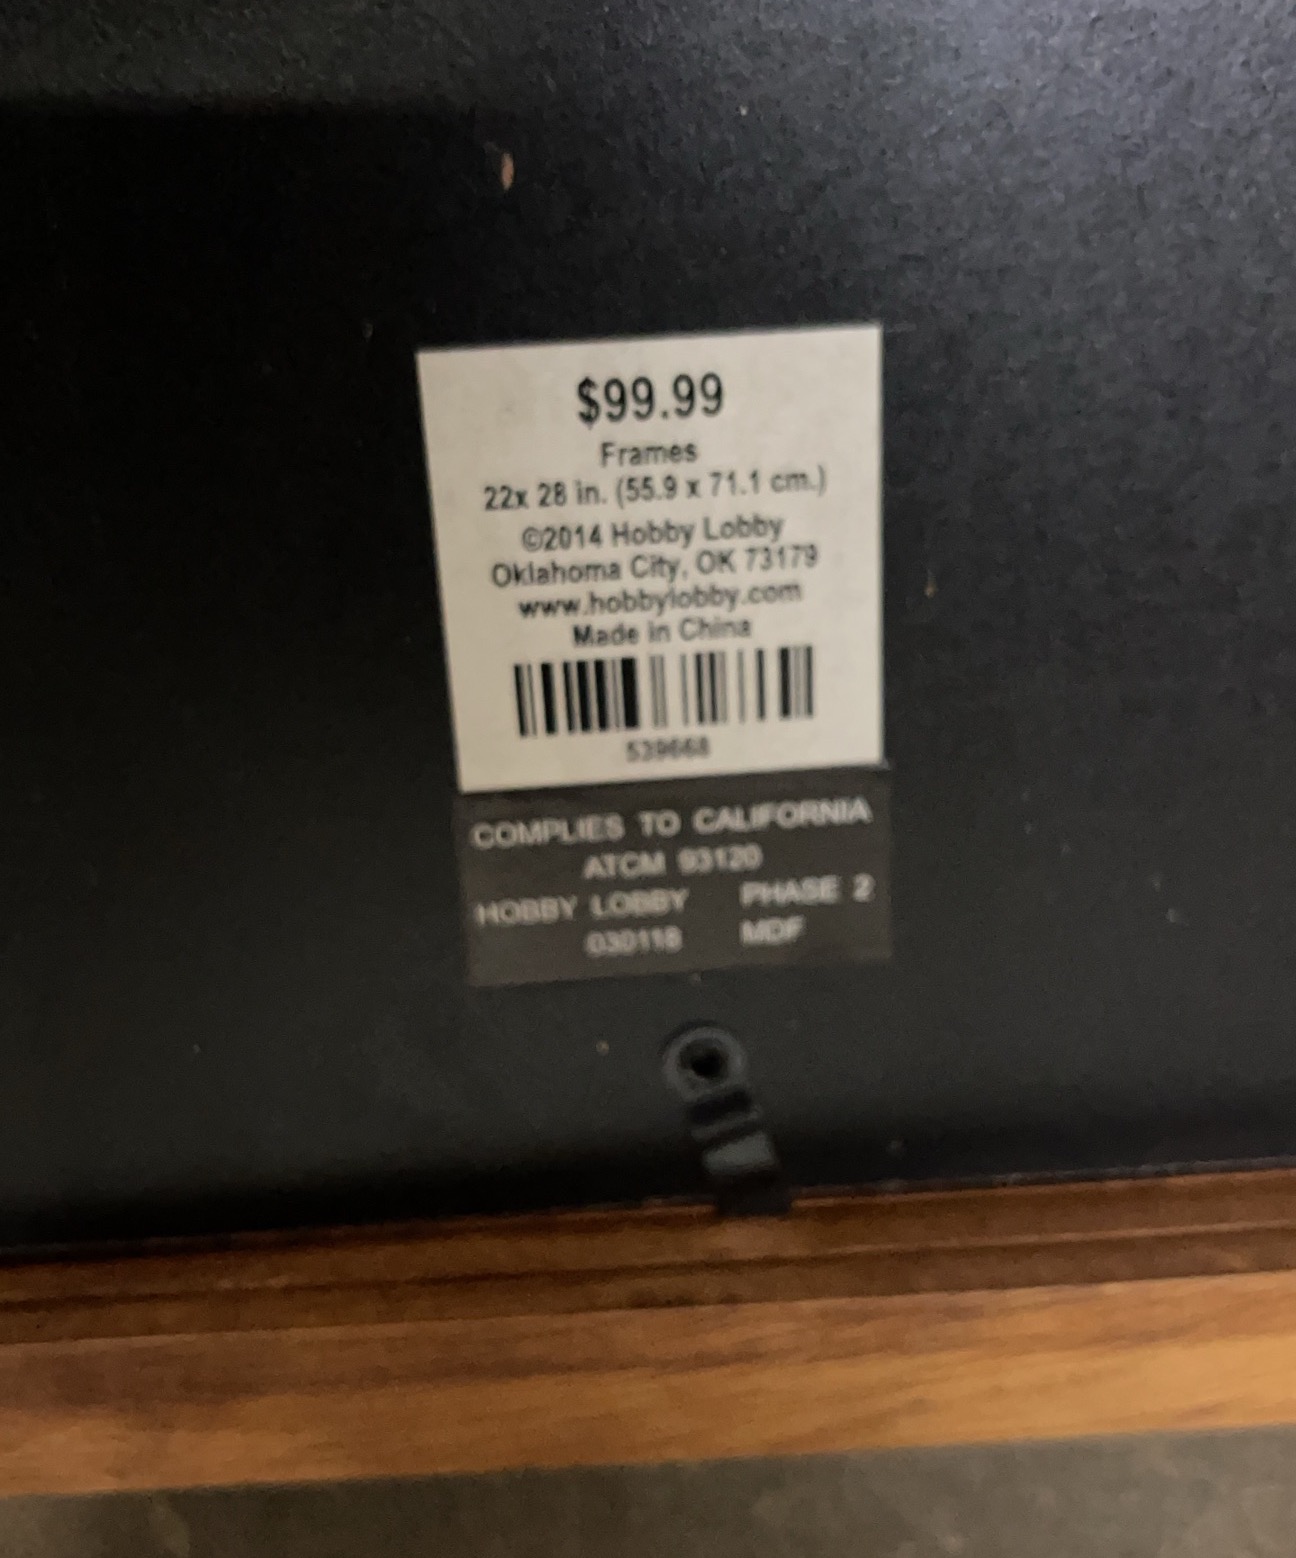 $99.99
Frames
22x 28 in. (55.9 x 71.1 cm.)
©2014 Hobby Lobby
Oklahoma City, OK 73179
www.hobbylobby.com
Made in China
539668
COMPLIES TO CALIFORNIA
ATCM 93120
HOBBY LOBBY PHASE 2
030118 MDF